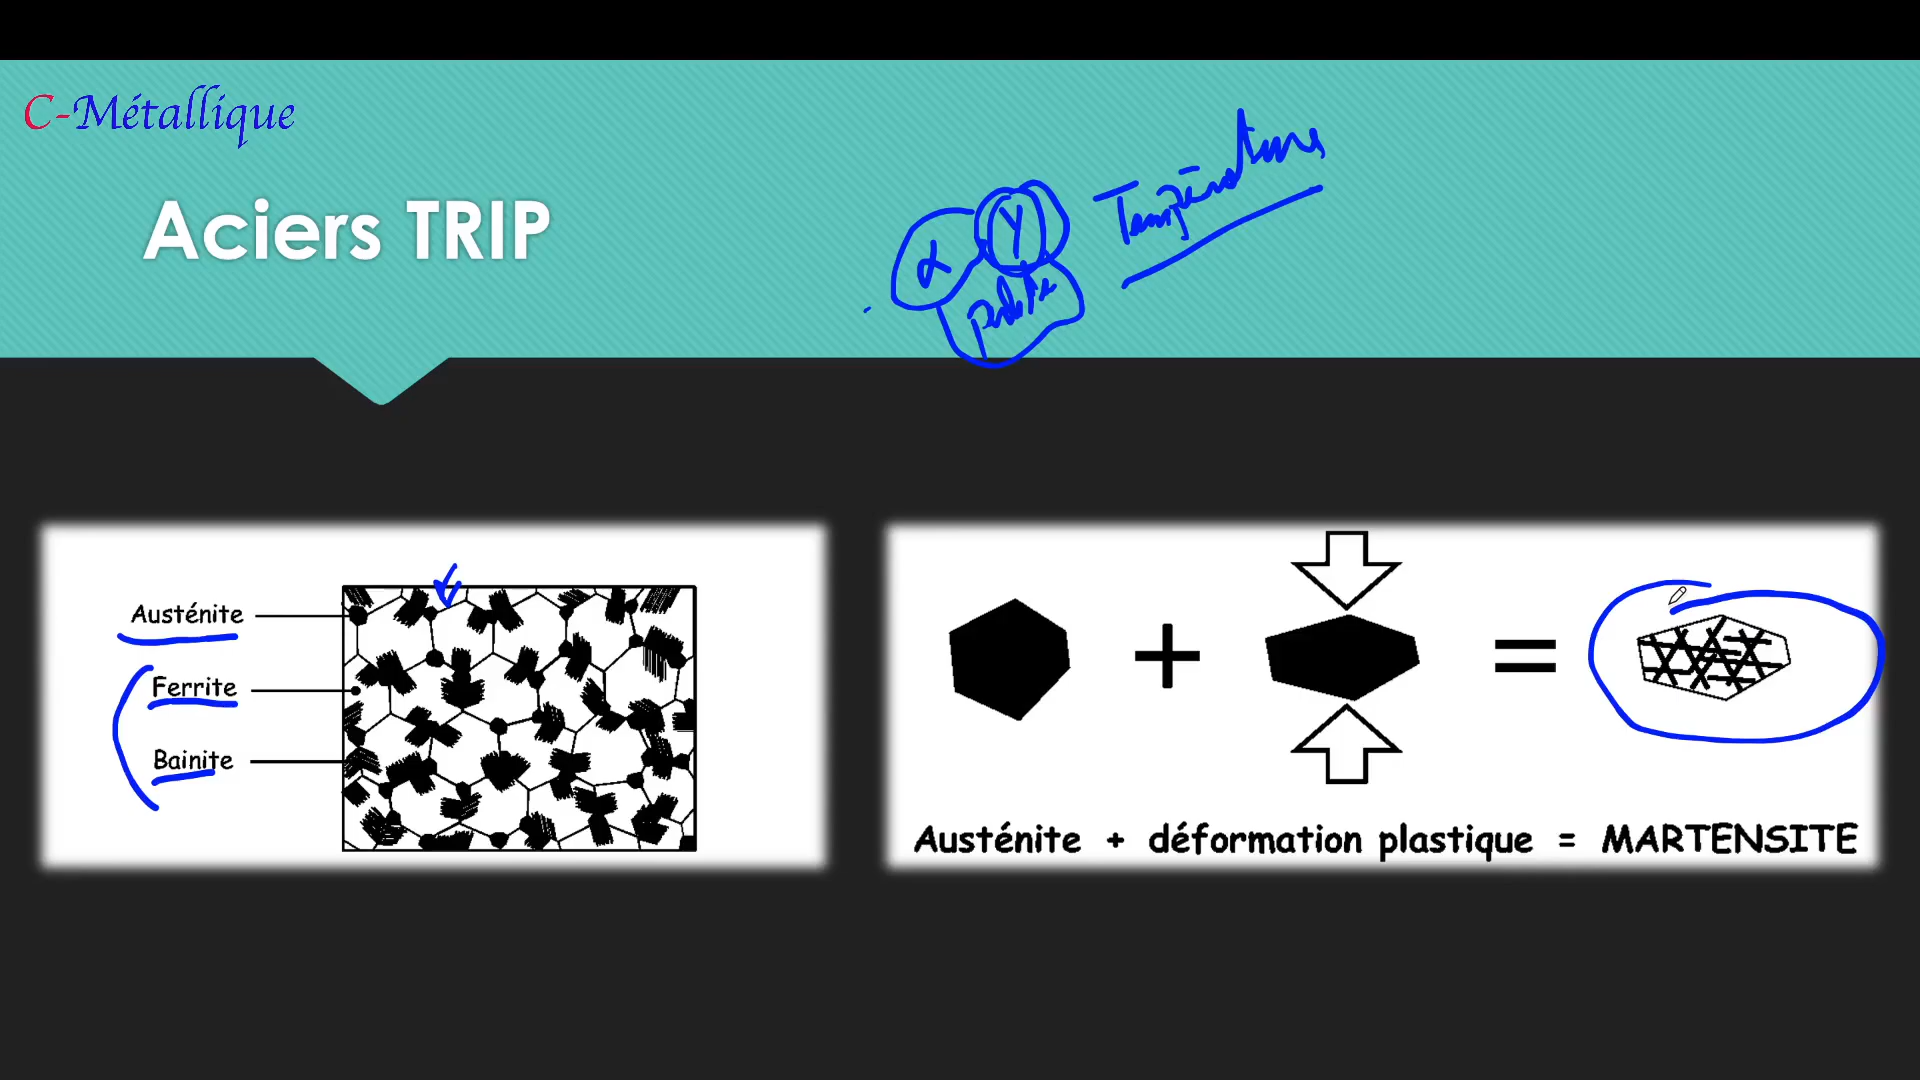 C-Métallique
Aciers TRIP
α
γ
Température
Austénite
Ferrite
Bainite
+
=
Austénite + déformation plastique = MARTENSITE